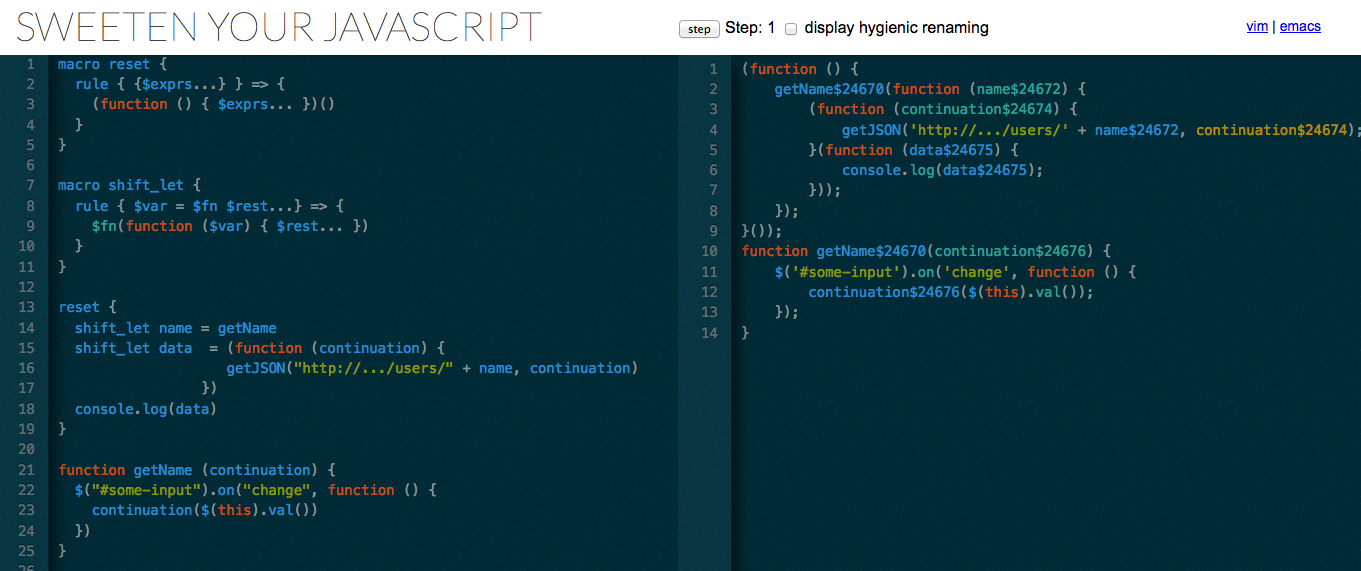 SWEETEN YOUR JAVASCRIPT
step Step: 1 display hygienic renaming vim | emacs
1 macro reset {
2   rule { {$exprs...} } => {
3     (function () { $exprs... })()
4   }
5 }
6
7 macro shift_let {
8   rule { $var = $fn $rest...} => {
9     $fn(function ($var) { $rest... })
10   }
11 }
12
13 reset {
14   shift_let name = getName
15   shift_let data  = (function (continuation) {
16                     getJSON("http://.../users/" + name, continuation)
17                  })
18   console.log(data)
19 }
20
21 function getName (continuation) {
22   $("#some-input").on("change", function () {
23     continuation($(this).val())
24   })
25 }
26
1 (function () {
2     getName$24670(function (name$24672) {
3         (function (continuation$24674) {
4             getJSON('http://.../users/' + name$24672, continuation$24674);
5         }(function (data$24675) {
6             console.log(data$24675);
7         }));
8     });
9 }());
10 function getName$24670(continuation$24676) {
11     $('#some-input').on('change', function () {
12         continuation$24676($(this).val());
13     });
14 }